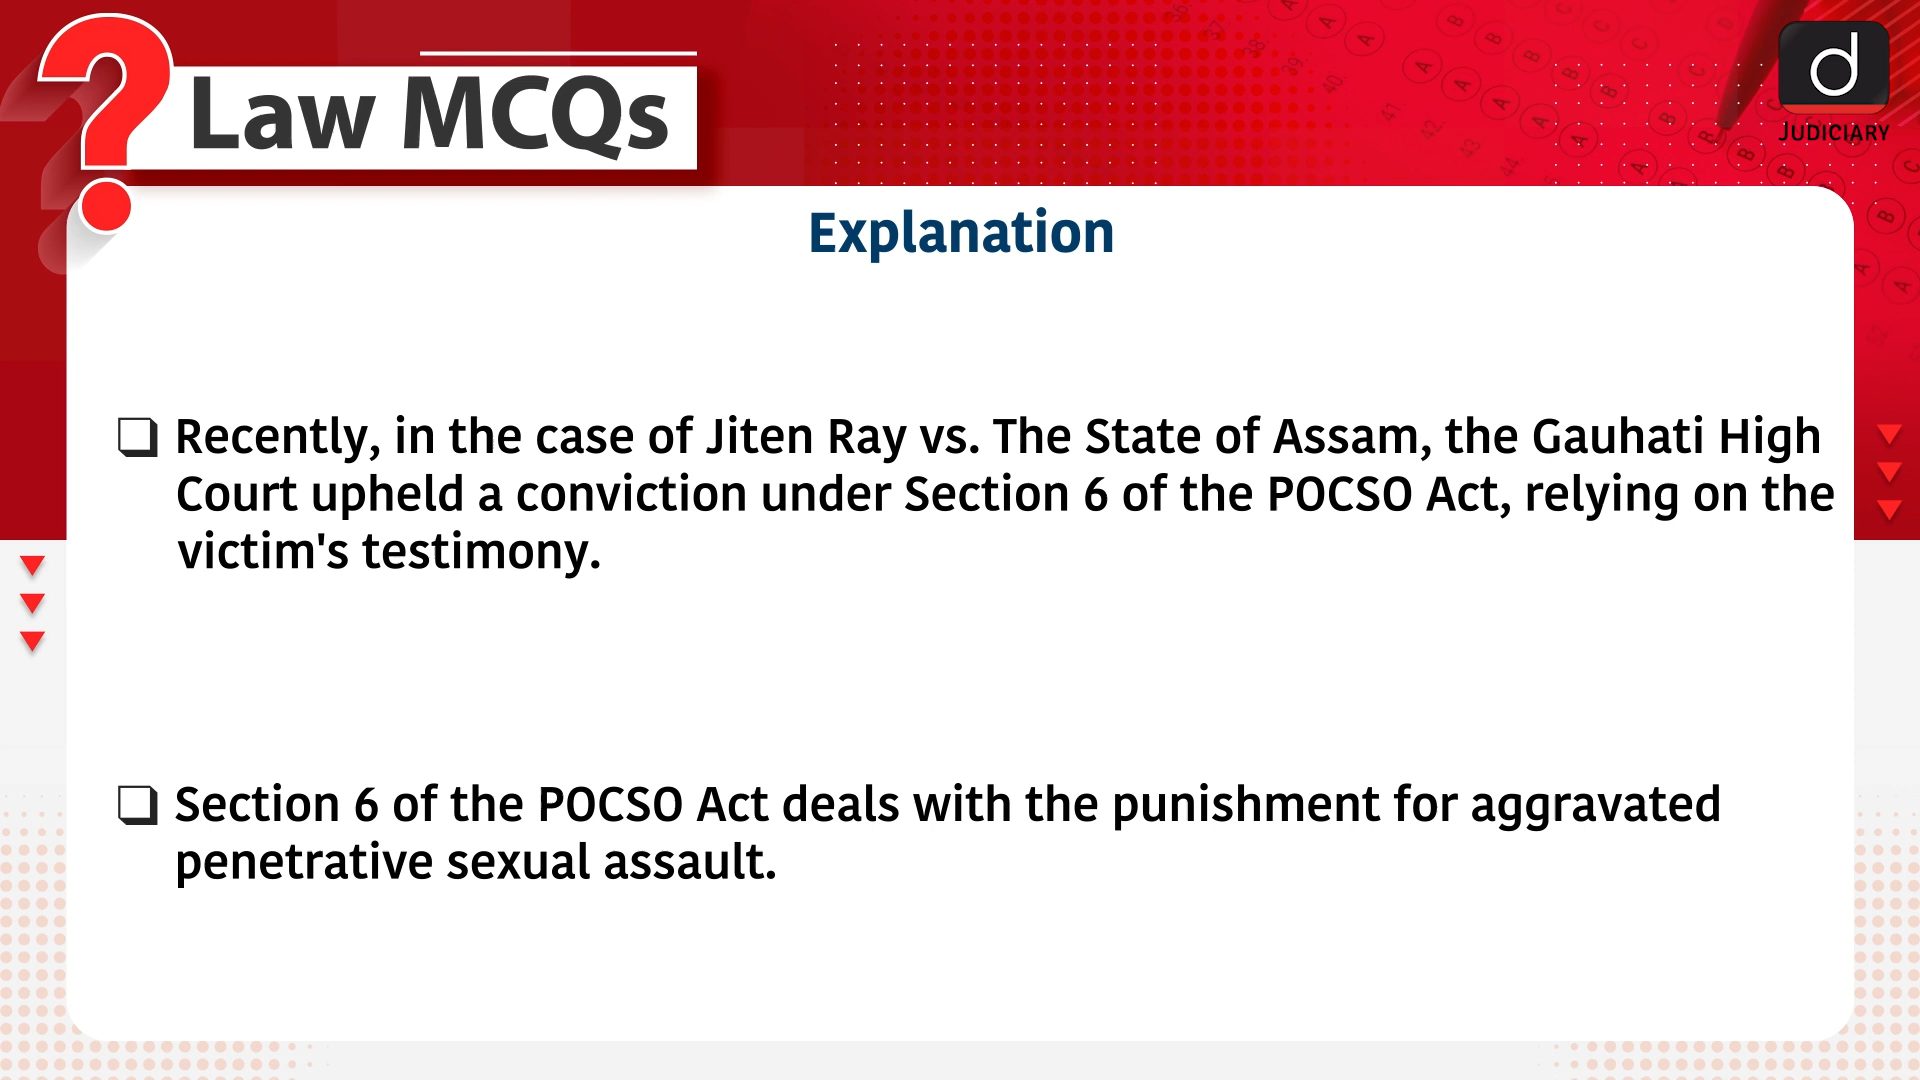 Law MCQs
d
JUDICIARY
Explanation
❑ Recently, in the case of Jiten Ray vs. The State of Assam, the Gauhati High
Court upheld a conviction under Section 6 of the POCSO Act, relying on the
victim's testimony.
❑ Section 6 of the POCSO Act deals with the punishment for aggravated
penetrative sexual assault.